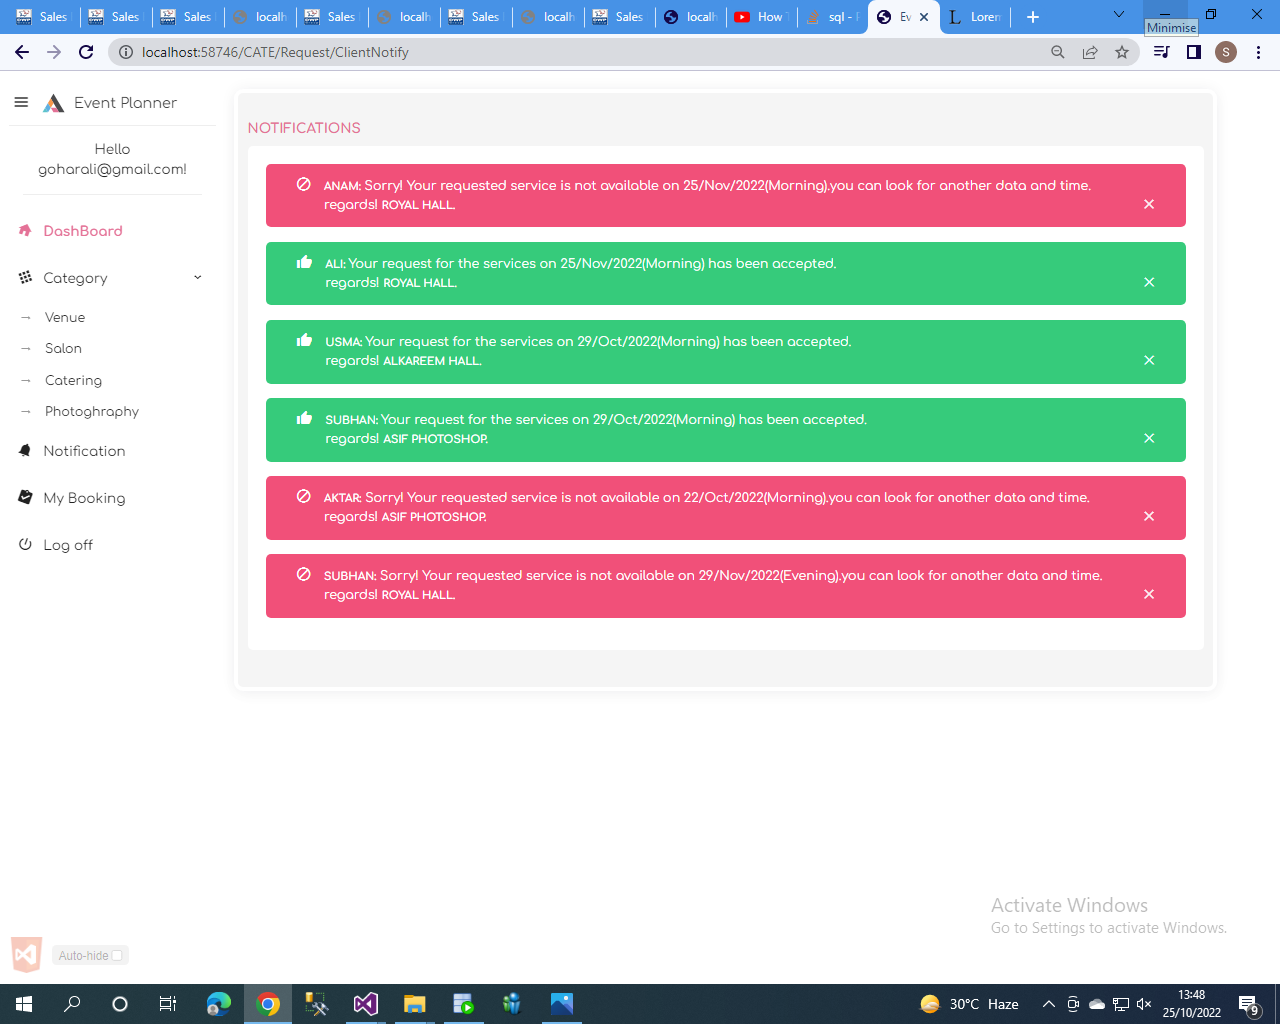 Sales
Sales
Sales
localh
Sales
localh
Sales
localh
Sales
localh
How T
sql - F
Ev
Lorem
Minimise
localhost:58746/CATE/Request/ClientNotify
S
Event Planner
Hello
goharali@gmail.com!
DashBoard
Category
Venue
Salon
Catering
Photoghraphy
Notification
My Booking
Log off
NOTIFICATIONS
ANAM: Sorry! Your requested service is not available on 25/Nov/2022(Morning).you can look for another data and time.
regards! ROYAL HALL.
ALI: Your request for the services on 25/Nov/2022(Morning) has been accepted.
regards! ROYAL HALL.
USMA: Your request for the services on 29/Oct/2022(Morning) has been accepted.
regards! ALKAREEM HALL.
SUBHAN: Your request for the services on 29/Oct/2022(Morning) has been accepted.
regards! ASIF PHOTOSHOP.
AKTAR: Sorry! Your requested service is not available on 22/Oct/2022(Morning).you can look for another data and time.
regards! ASIF PHOTOSHOP.
SUBHAN: Sorry! Your requested service is not available on 29/Nov/2022(Evening).you can look for another data and time.
regards! ROYAL HALL.
Activate Windows
Go to Settings to activate Windows.
Auto-hide
30°C Haze
13:48
25/10/2022
9